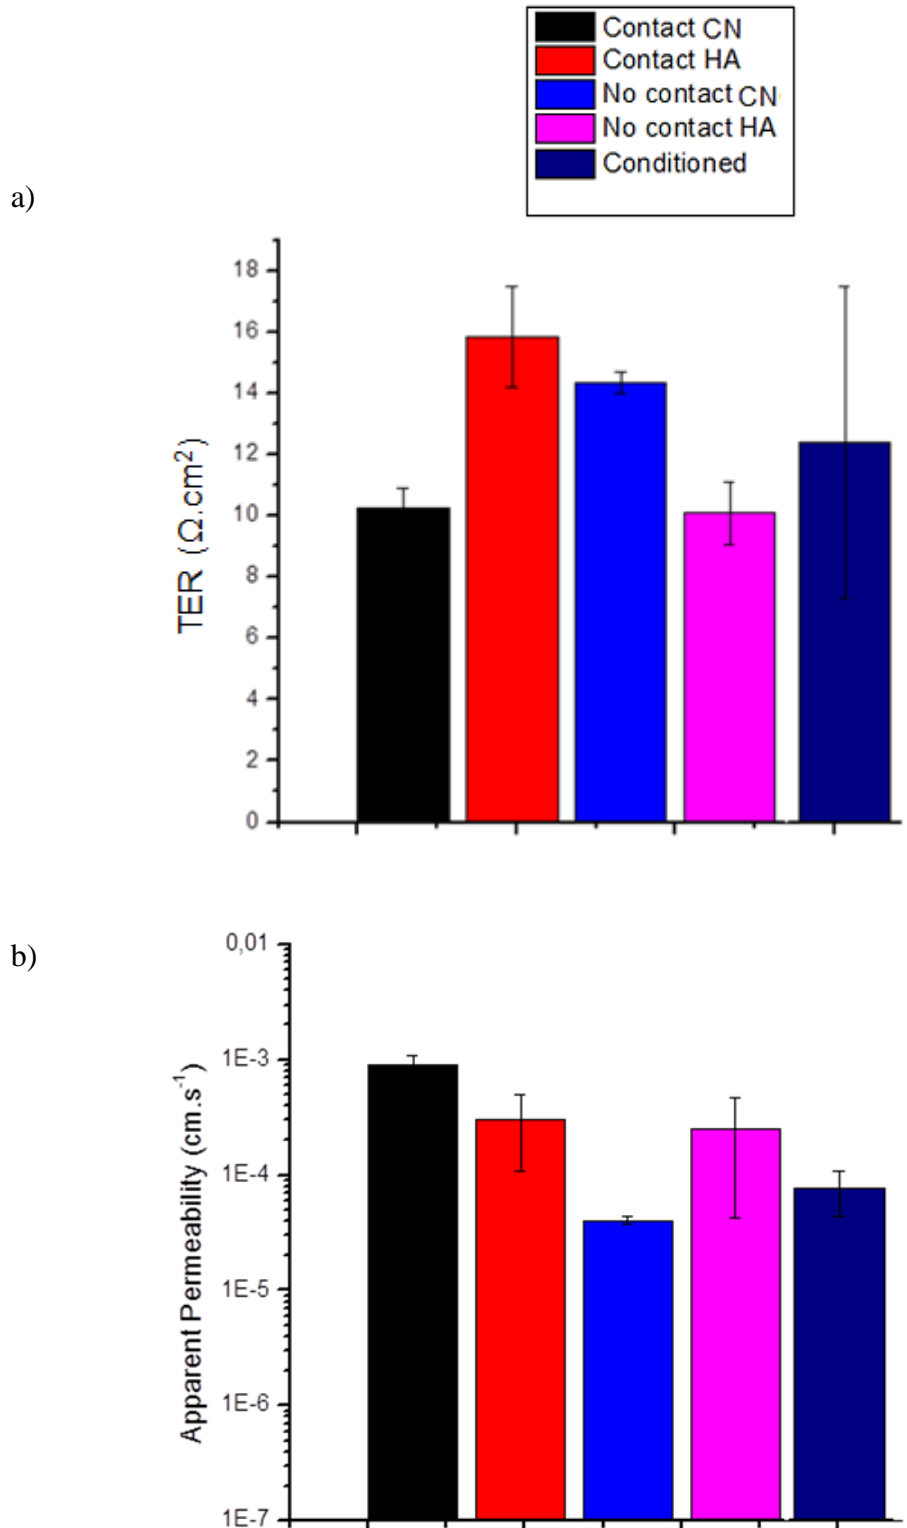 Contact CN
Contact HA
No contact CN
No contact HA
Conditioned
a)
TER (Ω.cm²)
18
16
14
12
10
8
6
4
2
0
b)
Apparent Permeability (cm.s⁻¹)
0,01
1E-3
1E-4
1E-5
1E-6
1E-7